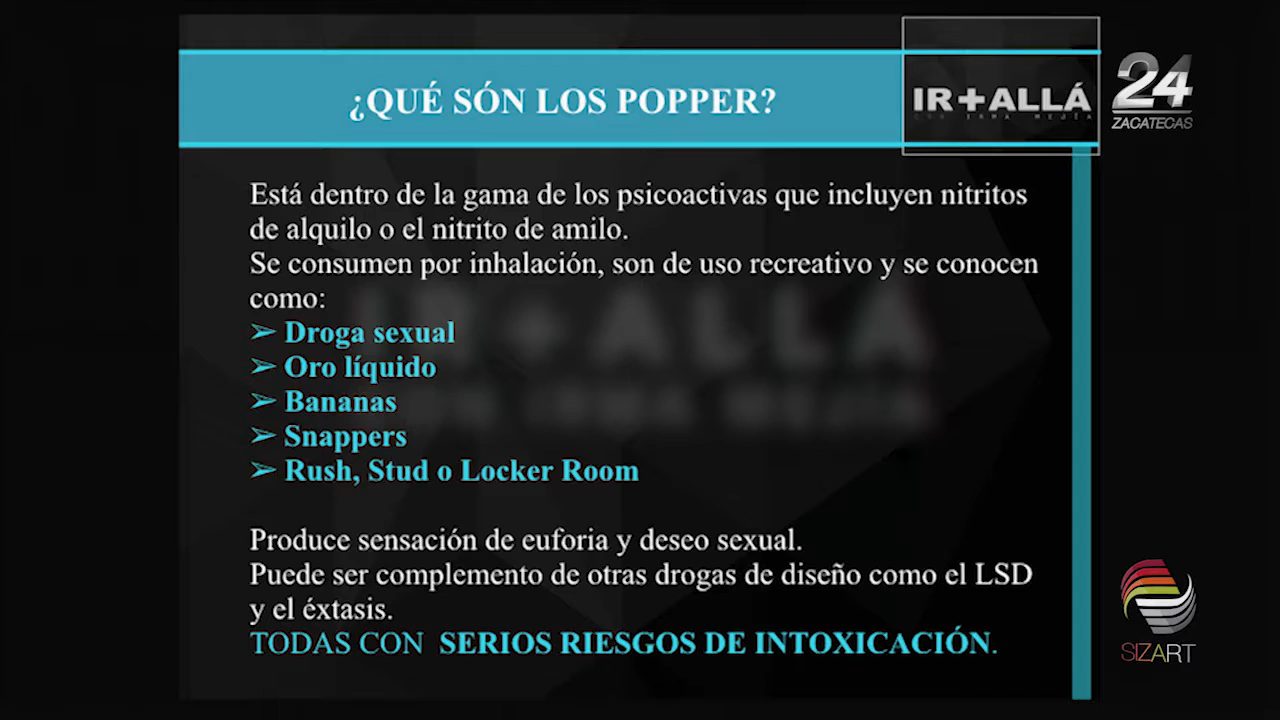 ¿QUÉ SÓN LOS POPPER?
IR+ALLÁ
CON IRMA MEJÍA
24
ZACATECAS
Está dentro de la gama de los psicoactivas que incluyen nitritos
de alquilo o el nitrito de amilo.
Se consumen por inhalación, son de uso recreativo y se conocen
como:
➢ Droga sexual
➢ Oro líquido
➢ Bananas
➢ Snappers
➢ Rush, Stud o Locker Room
Produce sensación de euforia y deseo sexual.
Puede ser complemento de otras drogas de diseño como el LSD
y el éxtasis.
TODAS CON SERIOS RIESGOS DE INTOXICACIÓN.
SIZART